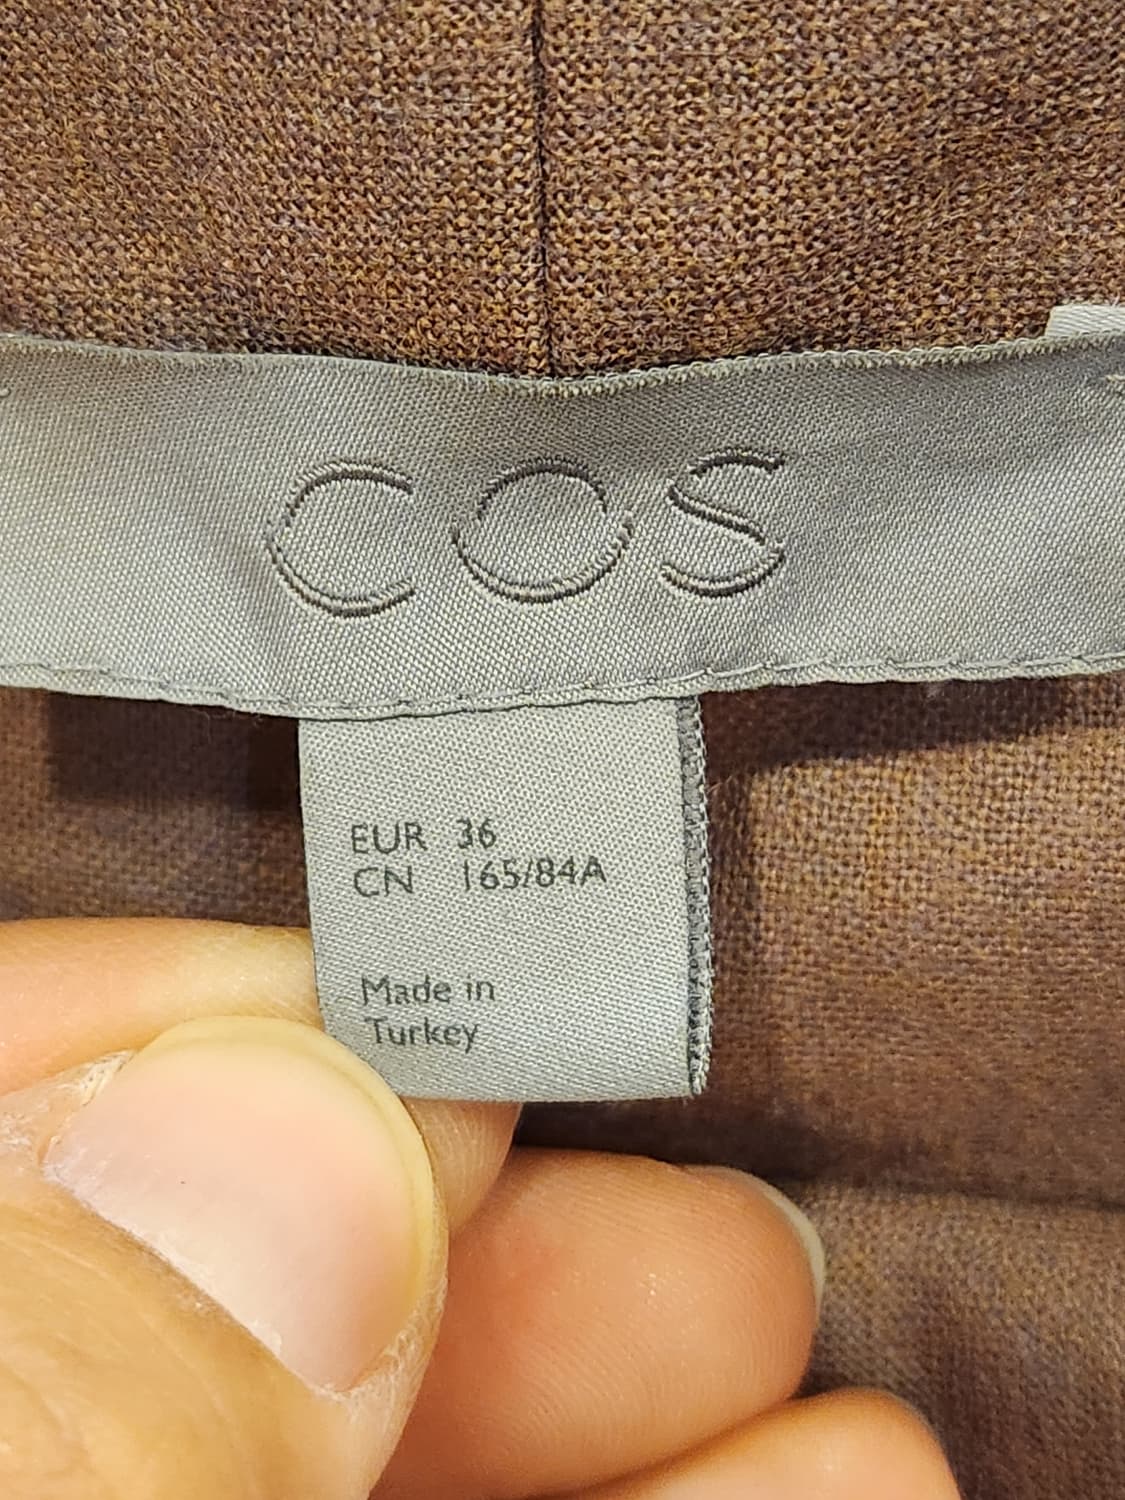 COS
EUR 36
CN 165/84A
Made in
Turkey